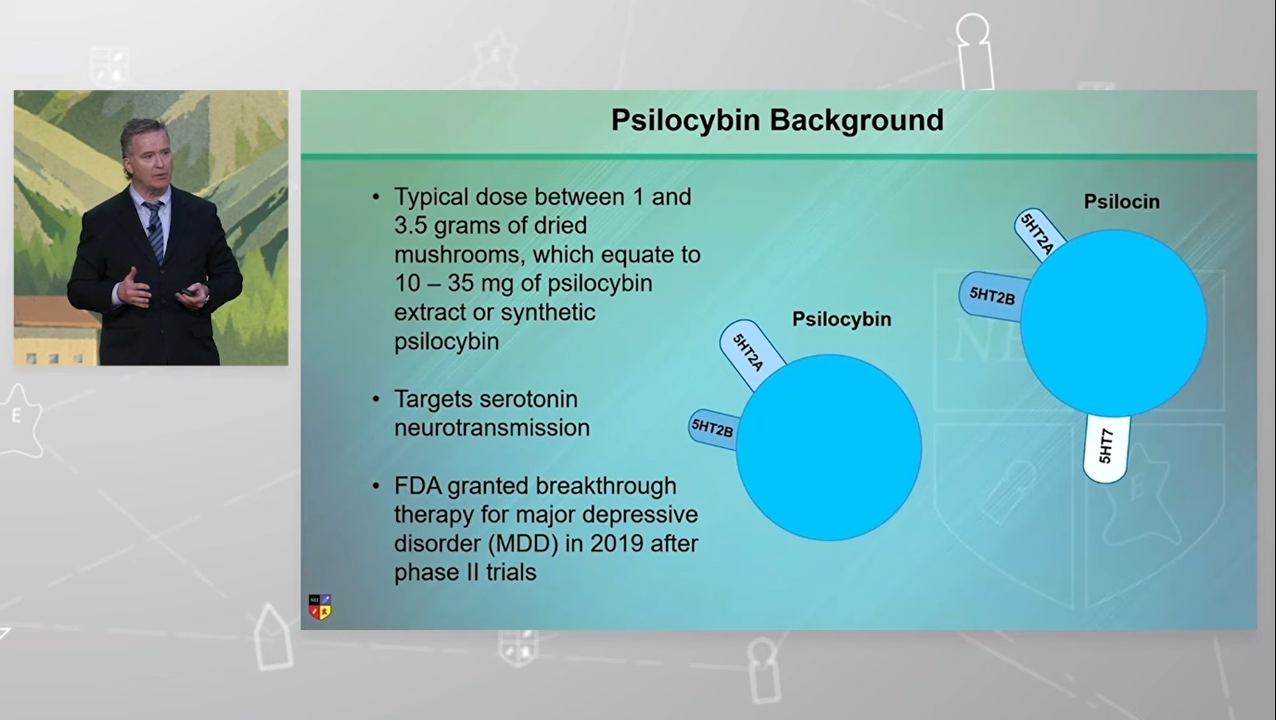 Psilocybin Background
• Typical dose between 1 and
3.5 grams of dried
mushrooms, which equate to
10 – 35 mg of psilocybin
extract or synthetic
psilocybin
• Targets serotonin
neurotransmission
• FDA granted breakthrough
therapy for major depressive
disorder (MDD) in 2019 after
phase II trials
Psilocybin
5HT2A
5HT2B
Psilocin
5HT2A
5HT2B
5HT7
NEI
E
E